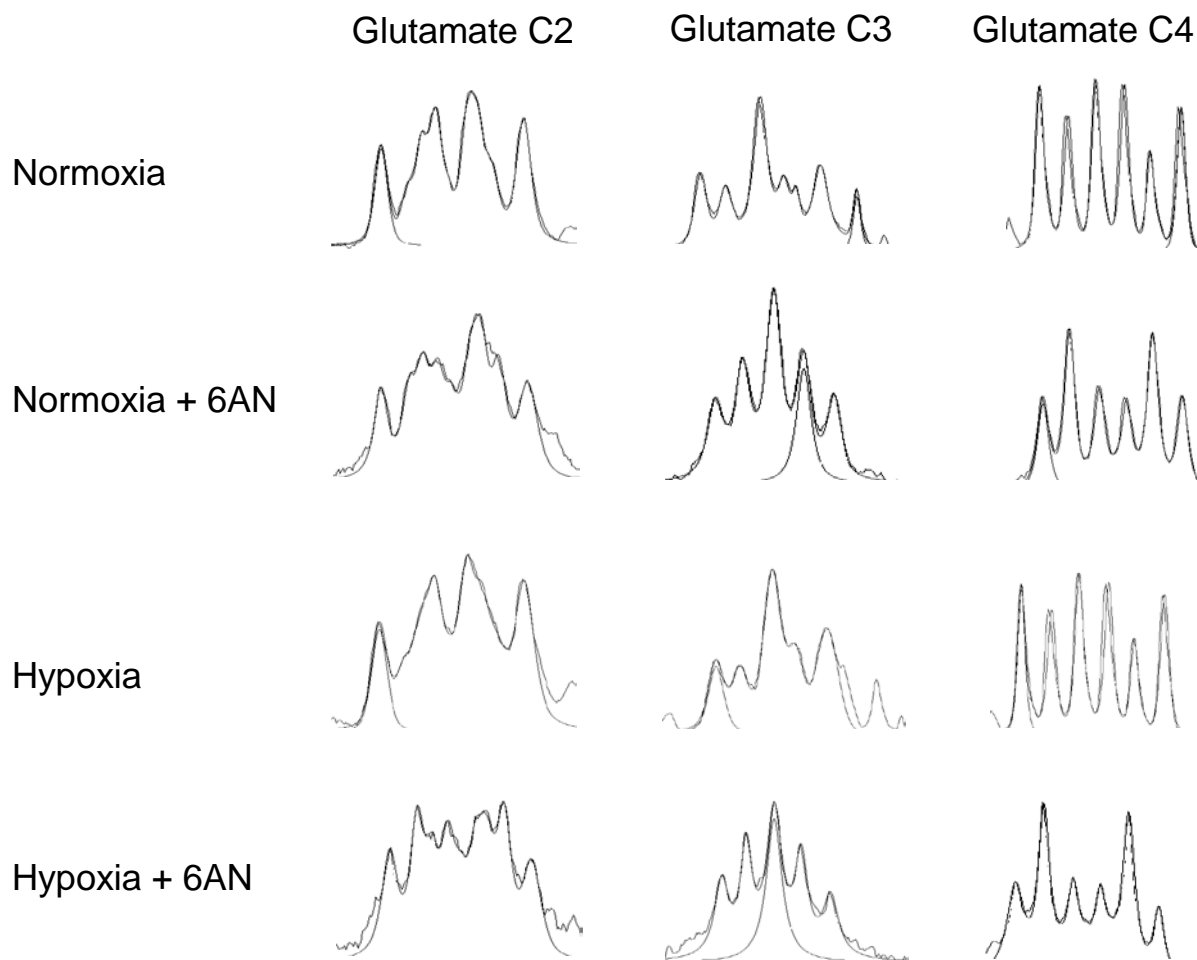 Glutamate C2 Glutamate C3 Glutamate C4
Normoxia
Normoxia + 6AN
Hypoxia
Hypoxia + 6AN